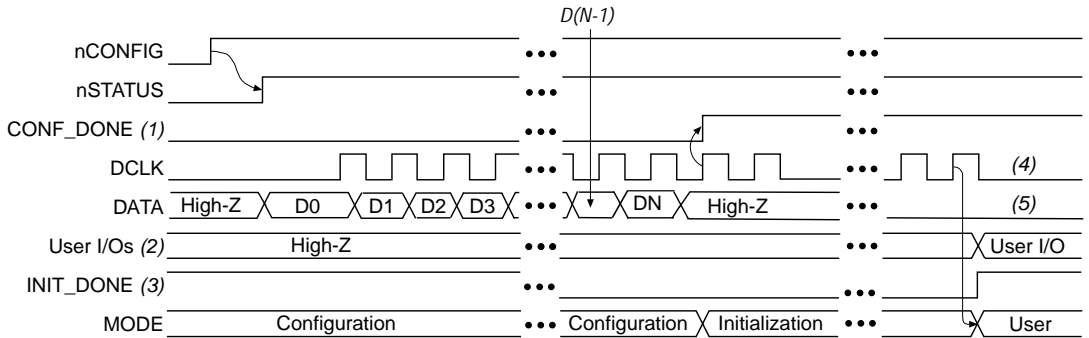 D(N-1)
nCONFIG
nSTATUS
CONF_DONE (1)
DCLK (4)
DATA High-Z D0 D1 D2 D3 DN High-Z (5)
User I/Os (2) High-Z User I/O
INIT_DONE (3)
MODE Configuration Configuration Initialization User